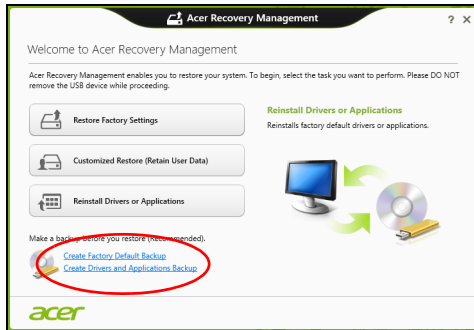 Acer Recovery Management
? ×
Welcome to Acer Recovery Management
Acer Recovery Management enables you to restore your system. To begin, select the task you want to perform. Please DO NOT
remove the USB device while proceeding.
Restore Factory Settings
Customized Restore (Retain User Data)
Reinstall Drivers or Applications
Reinstall Drivers or Applications
Reinstalls factory default drivers or applications.
Make a backup before you restore (Recommended).
Create Factory Default Backup
Create Drivers and Applications Backup
acer